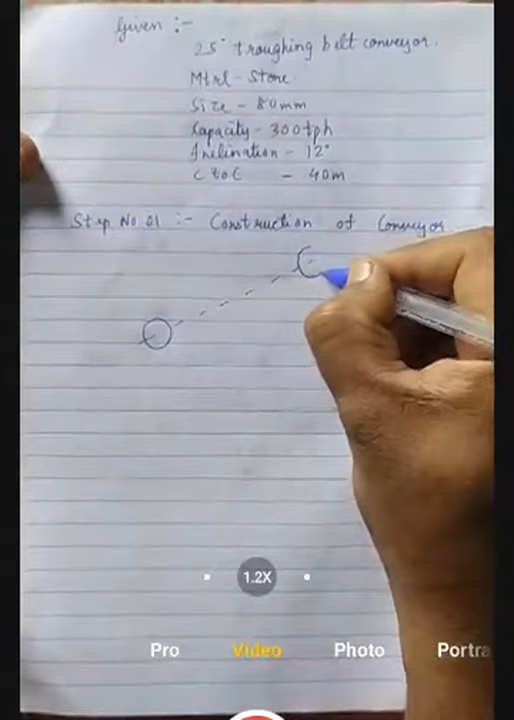 Given :-
25° troughing belt conveyor.
Mtrl - Stone
Size - 80mm
Capacity - 300tph
Inclination - 12°
C to C - 40m
Step No 01 :- Construction of Conveyor
1.2X
Pro Video Photo Portra